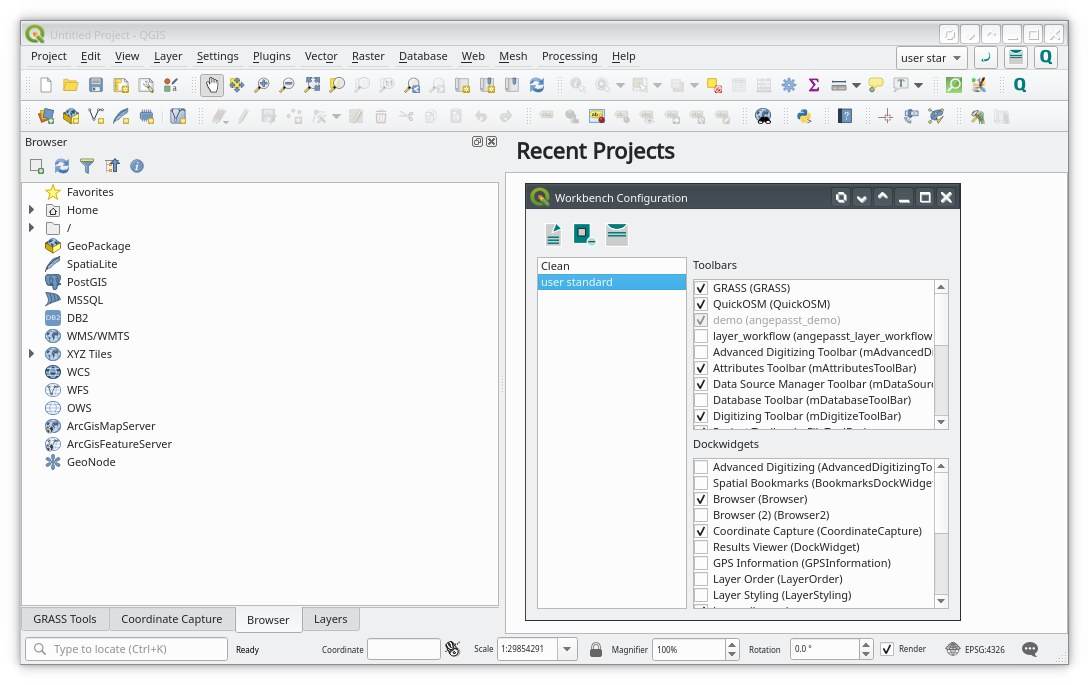 Untitled Project - QGIS
Project Edit View Layer Settings Plugins Vector Raster Database Web Mesh Processing Help
user star
Browser
Recent Projects
Favorites
Home
/
GeoPackage
SpatiaLite
PostGIS
MSSQL
DB2
WMS/WMTS
XYZ Tiles
WCS
WFS
OWS
ArcGisMapServer
ArcGisFeatureServer
GeoNode
Workbench Configuration
Clean
user standard
Toolbars
GRASS (GRASS)
QuickOSM (QuickOSM)
demo (angepasst_demo)
layer_workflow (angepasst_layer_workflow
Advanced Digitizing Toolbar (mAdvancedDi
Attributes Toolbar (mAttributesToolBar)
Data Source Manager Toolbar (mDataSour
Database Toolbar (mDatabaseToolBar)
Digitizing Toolbar (mDigitizeToolBar)
Dockwidgets
Advanced Digitizing (AdvancedDigitizingTo
Spatial Bookmarks (BookmarksDockWidge
Browser (Browser)
Browser (2) (Browser2)
Coordinate Capture (CoordinateCapture)
Results Viewer (DockWidget)
GPS Information (GPSInformation)
Layer Order (LayerOrder)
Layer Styling (LayerStyling)
GRASS Tools Coordinate Capture Browser Layers
Type to locate (Ctrl+K) Ready Coordinate Scale 1:29854291 Magnifier 100% Rotation 0.0 ° Render EPSG:4326